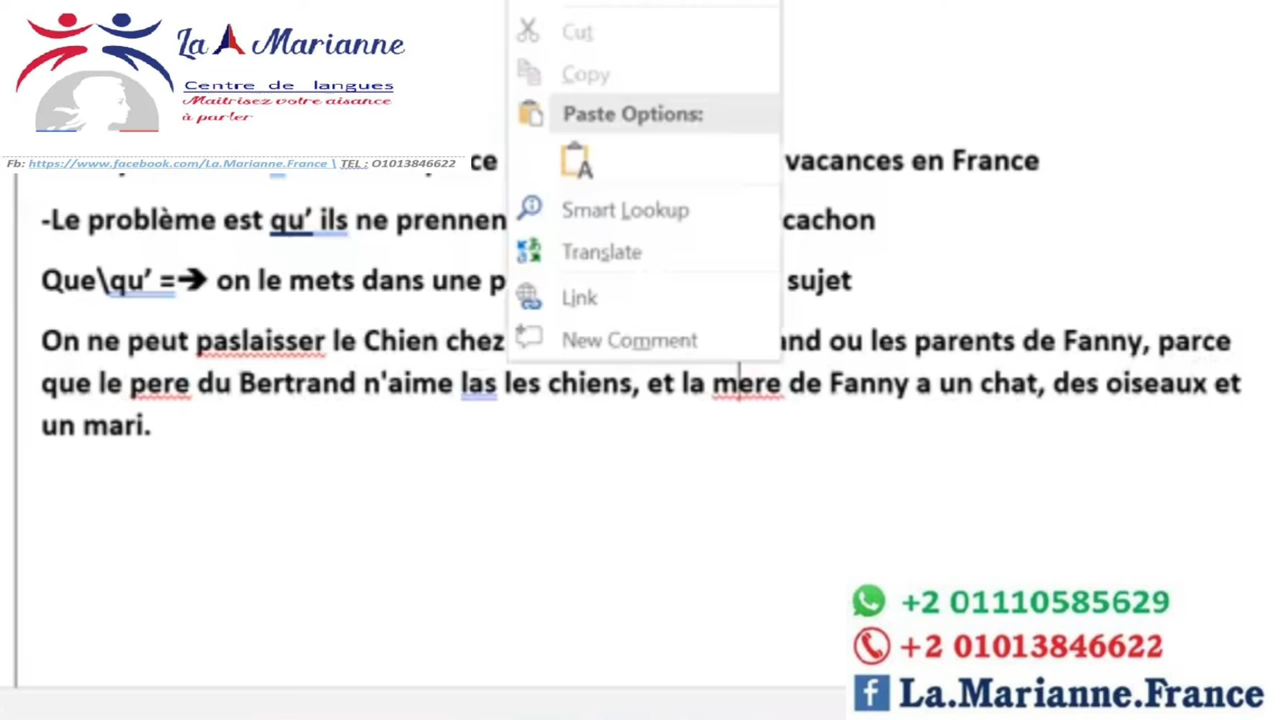 La Marianne
Centre de langues
Maitrisez votre aisance
à parler
Fb: https://www.facebook.com/La.Marianne.France \ TEL : O1013846622
Cut
Copy
Paste Options:
Smart Lookup
Translate
Link
New Comment
ce vacances en France
-Le problème est qu’ ils ne prennen cachon
Que\qu’ =➔ on le mets dans une p sujet
On ne peut paslaisser le Chien chez and ou les parents de Fanny, parce
que le pere du Bertrand n'aime las les chiens, et la mere de Fanny a un chat, des oiseaux et
un mari.
+2 01110585629
+2 01013846622
La.Marianne.France